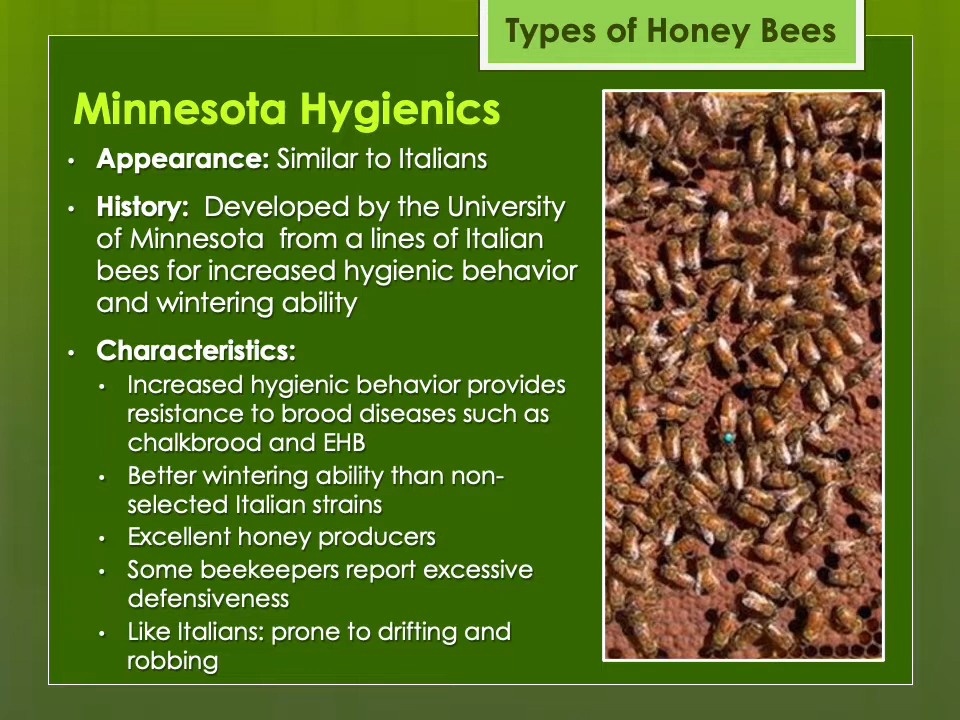 Types of Honey Bees
Minnesota Hygienics
• Appearance: Similar to Italians
• History:  Developed by the University
of Minnesota  from a lines of Italian
bees for increased hygienic behavior
and wintering ability
• Characteristics:
• Increased hygienic behavior provides
resistance to brood diseases such as
chalkbrood and EHB
• Better wintering ability than non-
selected Italian strains
• Excellent honey producers
• Some beekeepers report excessive
defensiveness
• Like Italians: prone to drifting and
robbing